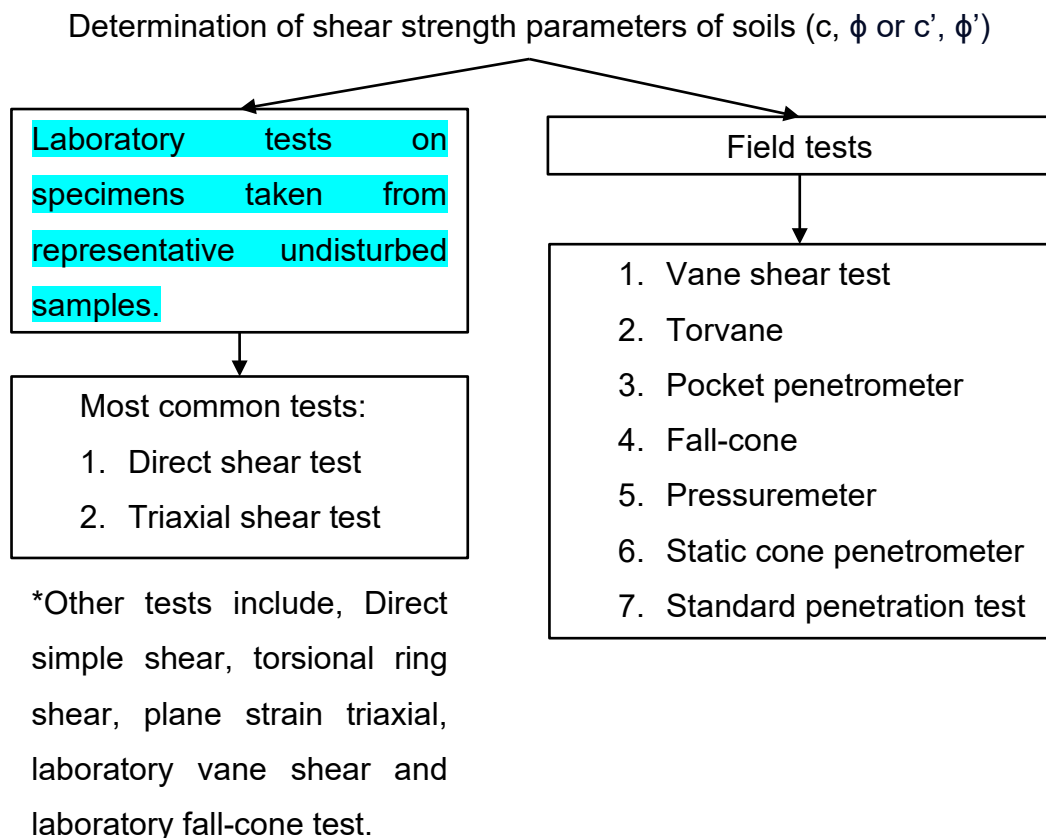 Determination of shear strength parameters of soils (c, ϕ or c’, ϕ’)
Laboratory tests on
specimens taken from
representative undisturbed
samples.
Most common tests:
1. Direct shear test
2. Triaxial shear test
*Other tests include, Direct
simple shear, torsional ring
shear, plane strain triaxial,
laboratory vane shear and
laboratory fall-cone test.
Field tests
1. Vane shear test
2. Torvane
3. Pocket penetrometer
4. Fall-cone
5. Pressuremeter
6. Static cone penetrometer
7. Standard penetration test